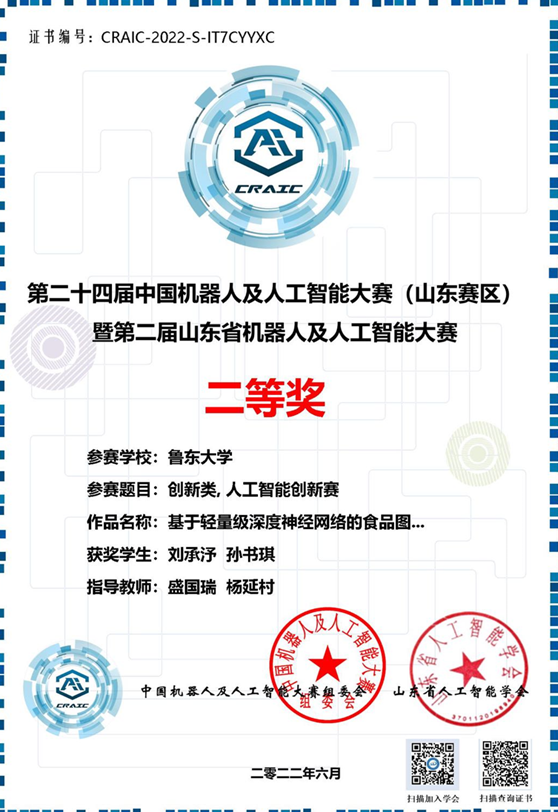 证书编号：CRAIC-2022-S-IT7CYYXC
AI
CRAIC
第二十四届中国机器人及人工智能大赛（山东赛区）
暨第二届山东省机器人及人工智能大赛
二等奖
参赛学校：鲁东大学
参赛题目：创新类, 人工智能创新赛
作品名称：基于轻量级深度神经网络的食品图...
获奖学生：刘承汿 孙书琪
指导教师：盛国瑞 杨延村
中国机器人及人工智能大赛
组委会
山东省人工智能学会
AI
CRAIC
中国机器人及人工智能大赛组委会 山东省人工智能学会
二零二二年六月
扫描加入学会 扫描查询证书